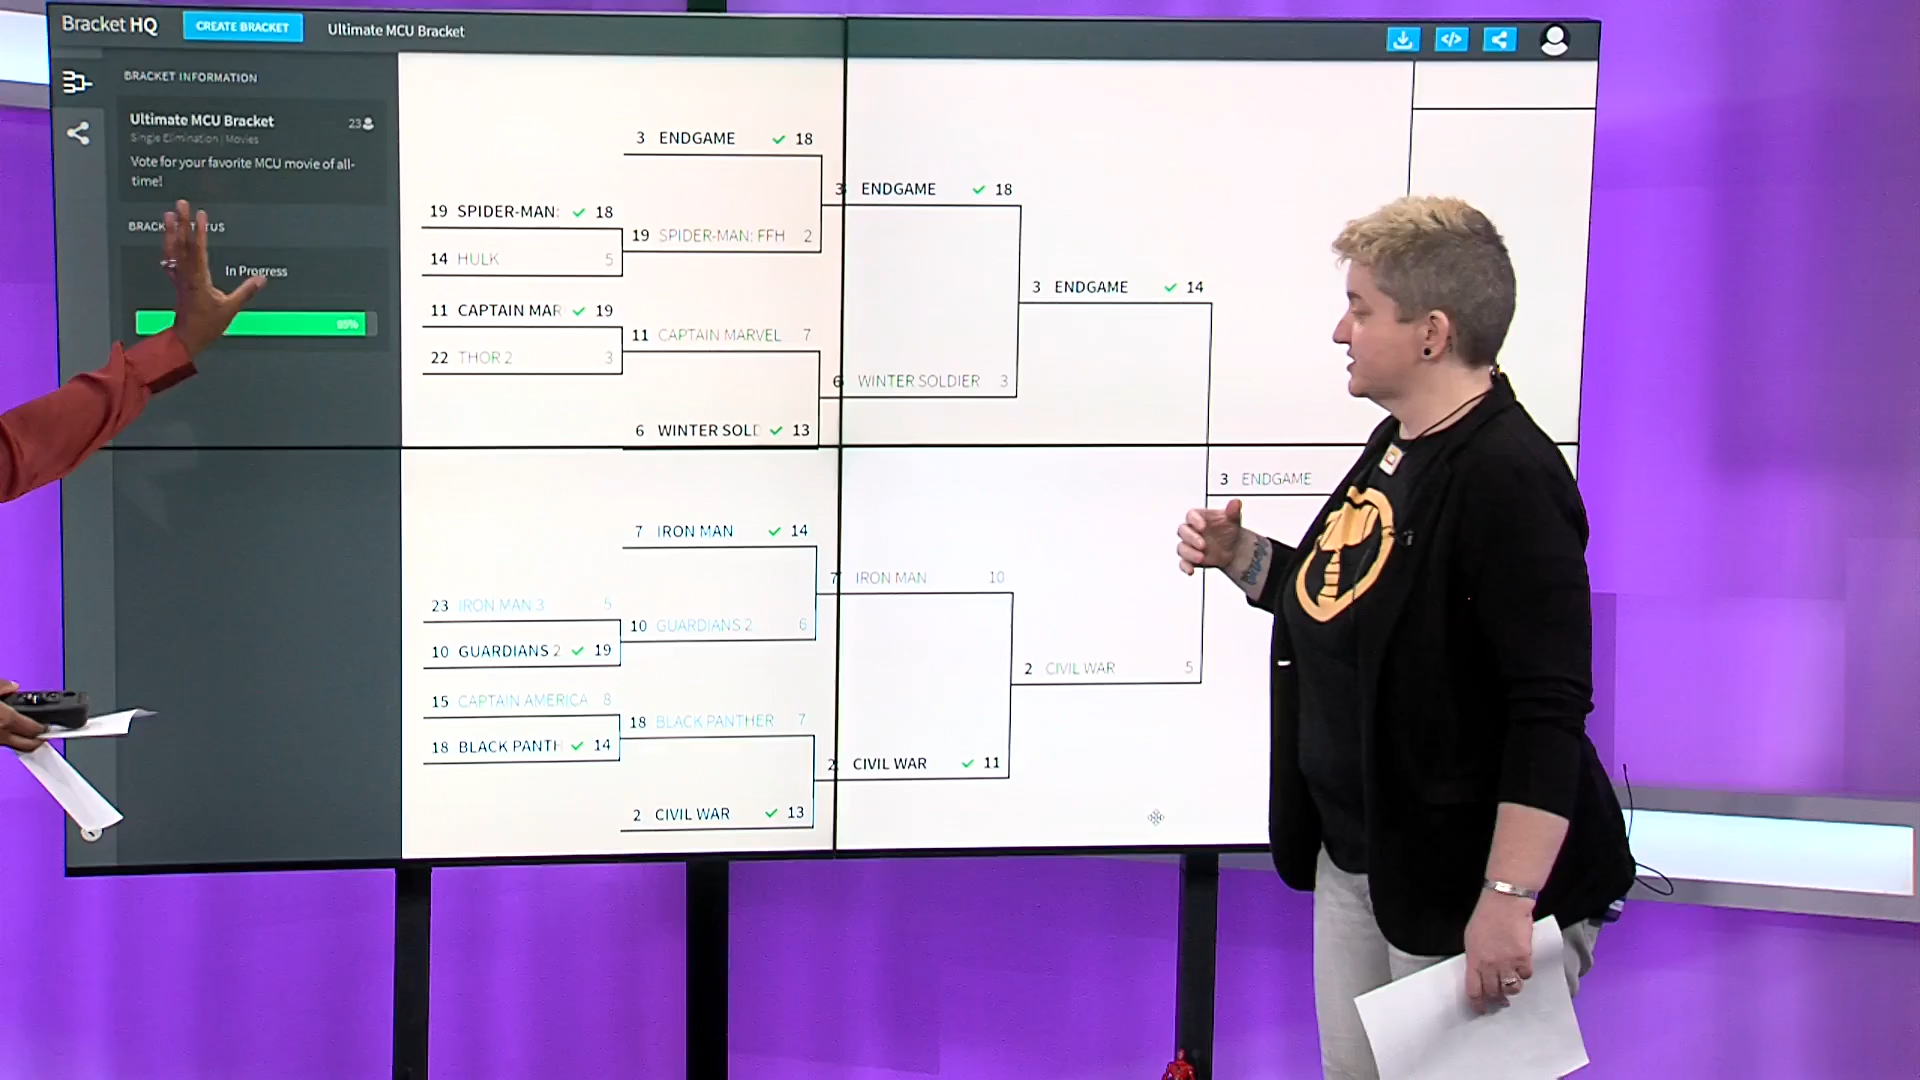 Bracket HQ CREATE BRACKET Ultimate MCU Bracket
BRACKET INFORMATION
Ultimate MCU Bracket 23
Single Elimination | Movies
Vote for your favorite MCU movie of all-
time!
In Progress
3 ENDGAME ✓ 18
19 SPIDER-MAN: ✓ 18
14 HULK 5
19 SPIDER-MAN: FFH 2
11 CAPTAIN MAR ✓ 19
22 THOR 2 3
11 CAPTAIN MARVEL 7
6 WINTER SOLD ✓ 13
7 IRON MAN ✓ 14
23 IRON MAN 3 5
10 GUARDIANS 2 ✓ 19
10 GUARDIANS 2 6
15 CAPTAIN AMERICA 8
18 BLACK PANTH ✓ 14
18 BLACK PANTHER 7
2 CIVIL WAR ✓ 13
3 ENDGAME ✓ 18
6 WINTER SOLDIER 3
7 IRON MAN 10
2 CIVIL WAR ✓ 11
3 ENDGAME ✓ 14
2 CIVIL WAR 5
3 ENDGAME